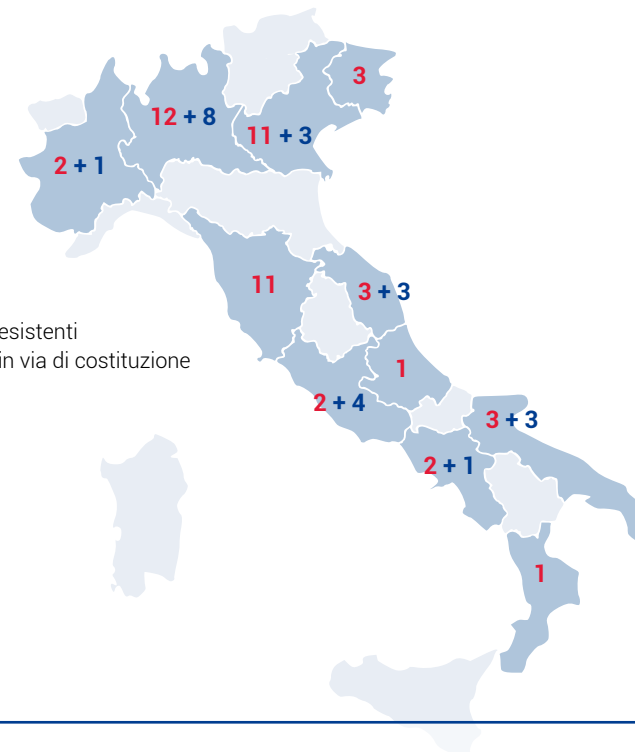 3
12 + 8
11 + 3
2 + 1
11
3 + 3
esistenti
in via di costituzione
1
2 + 4
3 + 3
2 + 1
1